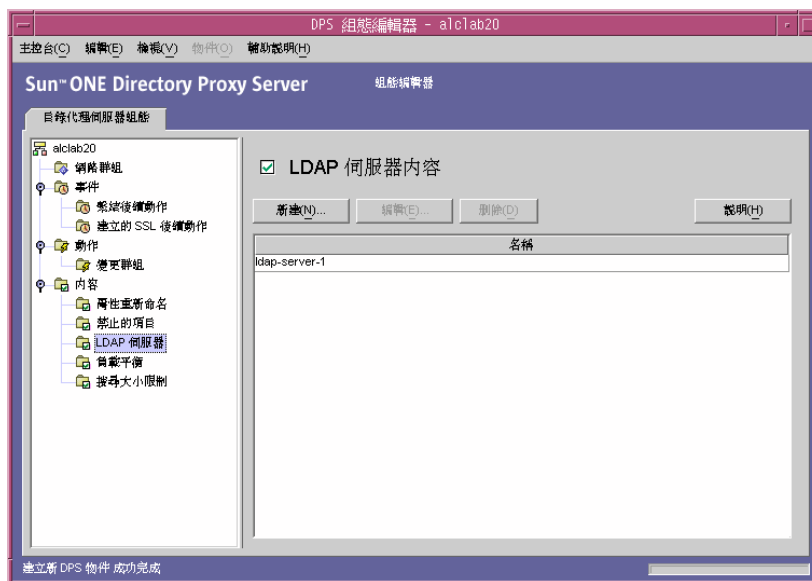 DPS 組態編輯器 - alclab20
主控台(C) 編輯(E) 檢視(V) 物件(O) 輔助說明(H)
Sun™ ONE Directory Proxy Server 組態編輯器
目錄代理伺服器組態
alclab20
網路群組
事件
繫結後續動作
建立的 SSL 後續動作
動作
變更群組
內容
屬性重新命名
禁止的項目
LDAP 伺服器
負載平衡
搜尋大小限制
LDAP 伺服器內容
新建(N)... 編輯(E)... 刪除(D) 說明(H)
名稱
ldap-server-1
建立新 DPS 物件 成功完成